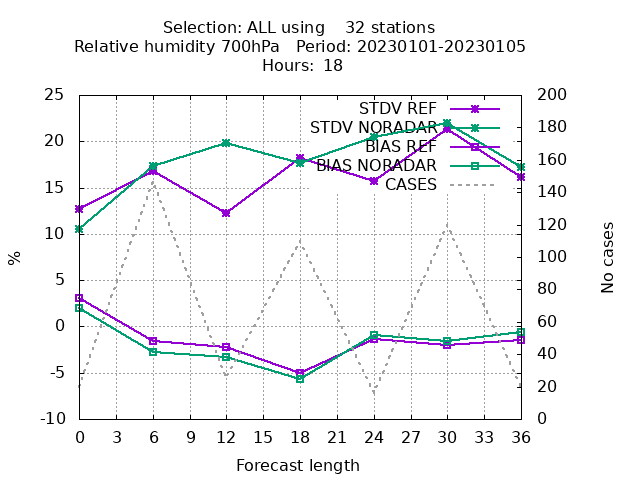 Selection: ALL using    32 stations
Relative humidity 700hPa   Period: 20230101-20230105
Hours: 18
25
20
15
10
5
0
-5
-10
%
STDV REF
STDV NORADAR
BIAS REF
BIAS NORADAR
CASES
200
180
160
140
120
100
80
60
40
20
0
No cases
0 3 6 9 12 15 18 21 24 27 30 33 36
Forecast length